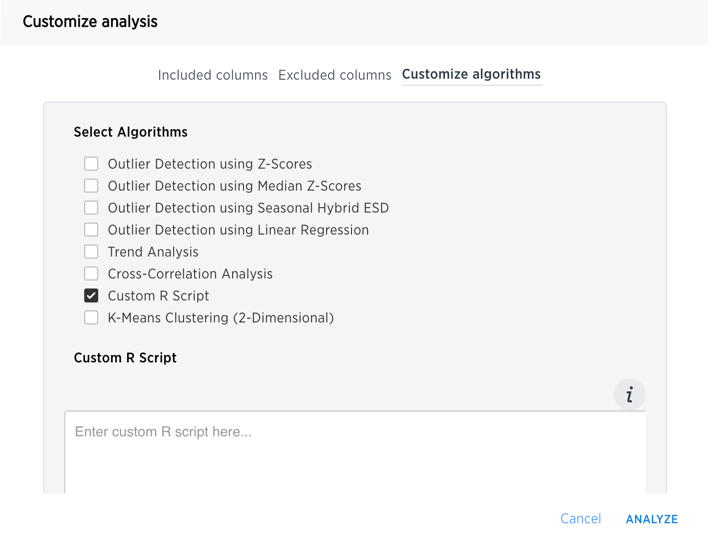 Customize analysis
Included columns Excluded columns Customize algorithms
Select Algorithms
Outlier Detection using Z-Scores
Outlier Detection using Median Z-Scores
Outlier Detection using Seasonal Hybrid ESD
Outlier Detection using Linear Regression
Trend Analysis
Cross-Correlation Analysis
Custom R Script
K-Means Clustering (2-Dimensional)
Custom R Script
i
Enter custom R script here...
Cancel ANALYZE